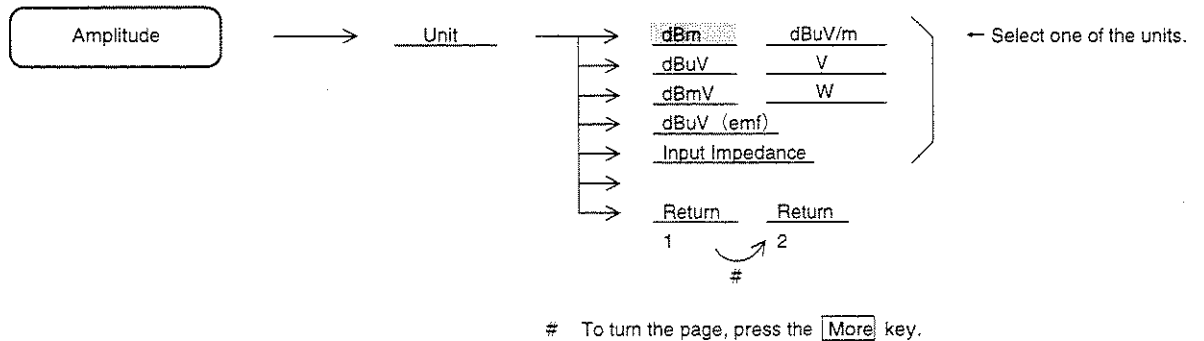 Amplitude Unit dBm dBuV/m ← Select one of the units.
dBuV V
dBmV W
dBuV (emf)
Input Impedance
Return Return
1 2
#
# To turn the page, press the More key.